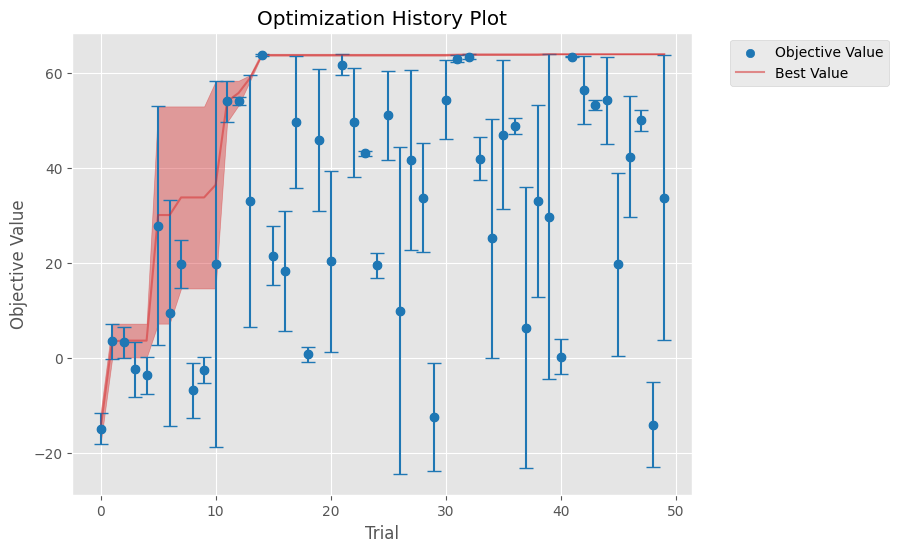 Optimization History Plot
Objective Value
Best Value
Objective Value
60
40
20
0
−20
0 10 20 30 40 50
Trial